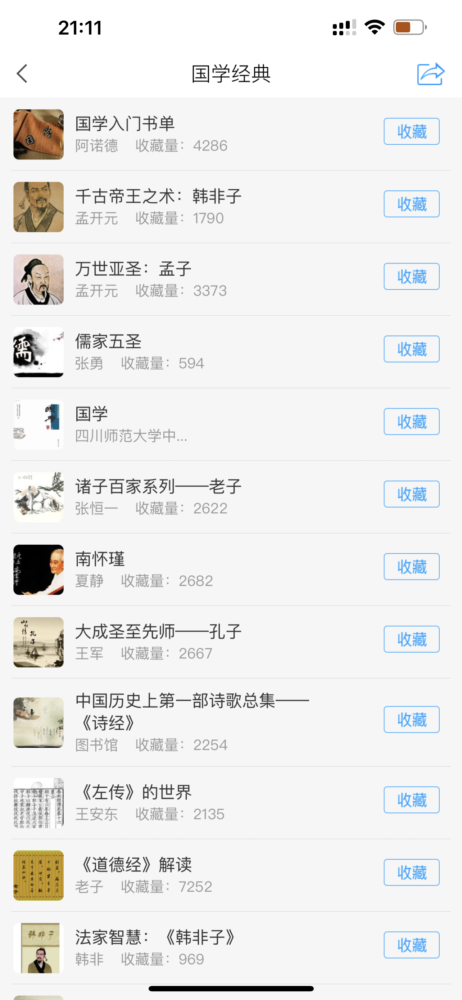 21:11
国学经典
国学入门书单
收藏
阿诺德 收藏量：4286
千古帝王之术：韩非子
收藏
孟开元 收藏量：1790
万世亚圣：孟子
收藏
孟开元 收藏量：3373
儒
儒家五圣
收藏
张勇 收藏量：594
国学
收藏
四川师范大学中...
诸子百家系列——老子
收藏
张恒一 收藏量：2622
南怀瑾
收藏
夏静 收藏量：2682
孔子
大成圣至先师——孔子
收藏
王军 收藏量：2667
中国历史上第一部诗歌总集——
《诗经》
收藏
图书馆 收藏量：2254
《左传》的世界
收藏
王安东 收藏量：2135
《道德经》解读
收藏
老子 收藏量：7252
韩非子
法家智慧：《韩非子》
收藏
韩非 收藏量：969